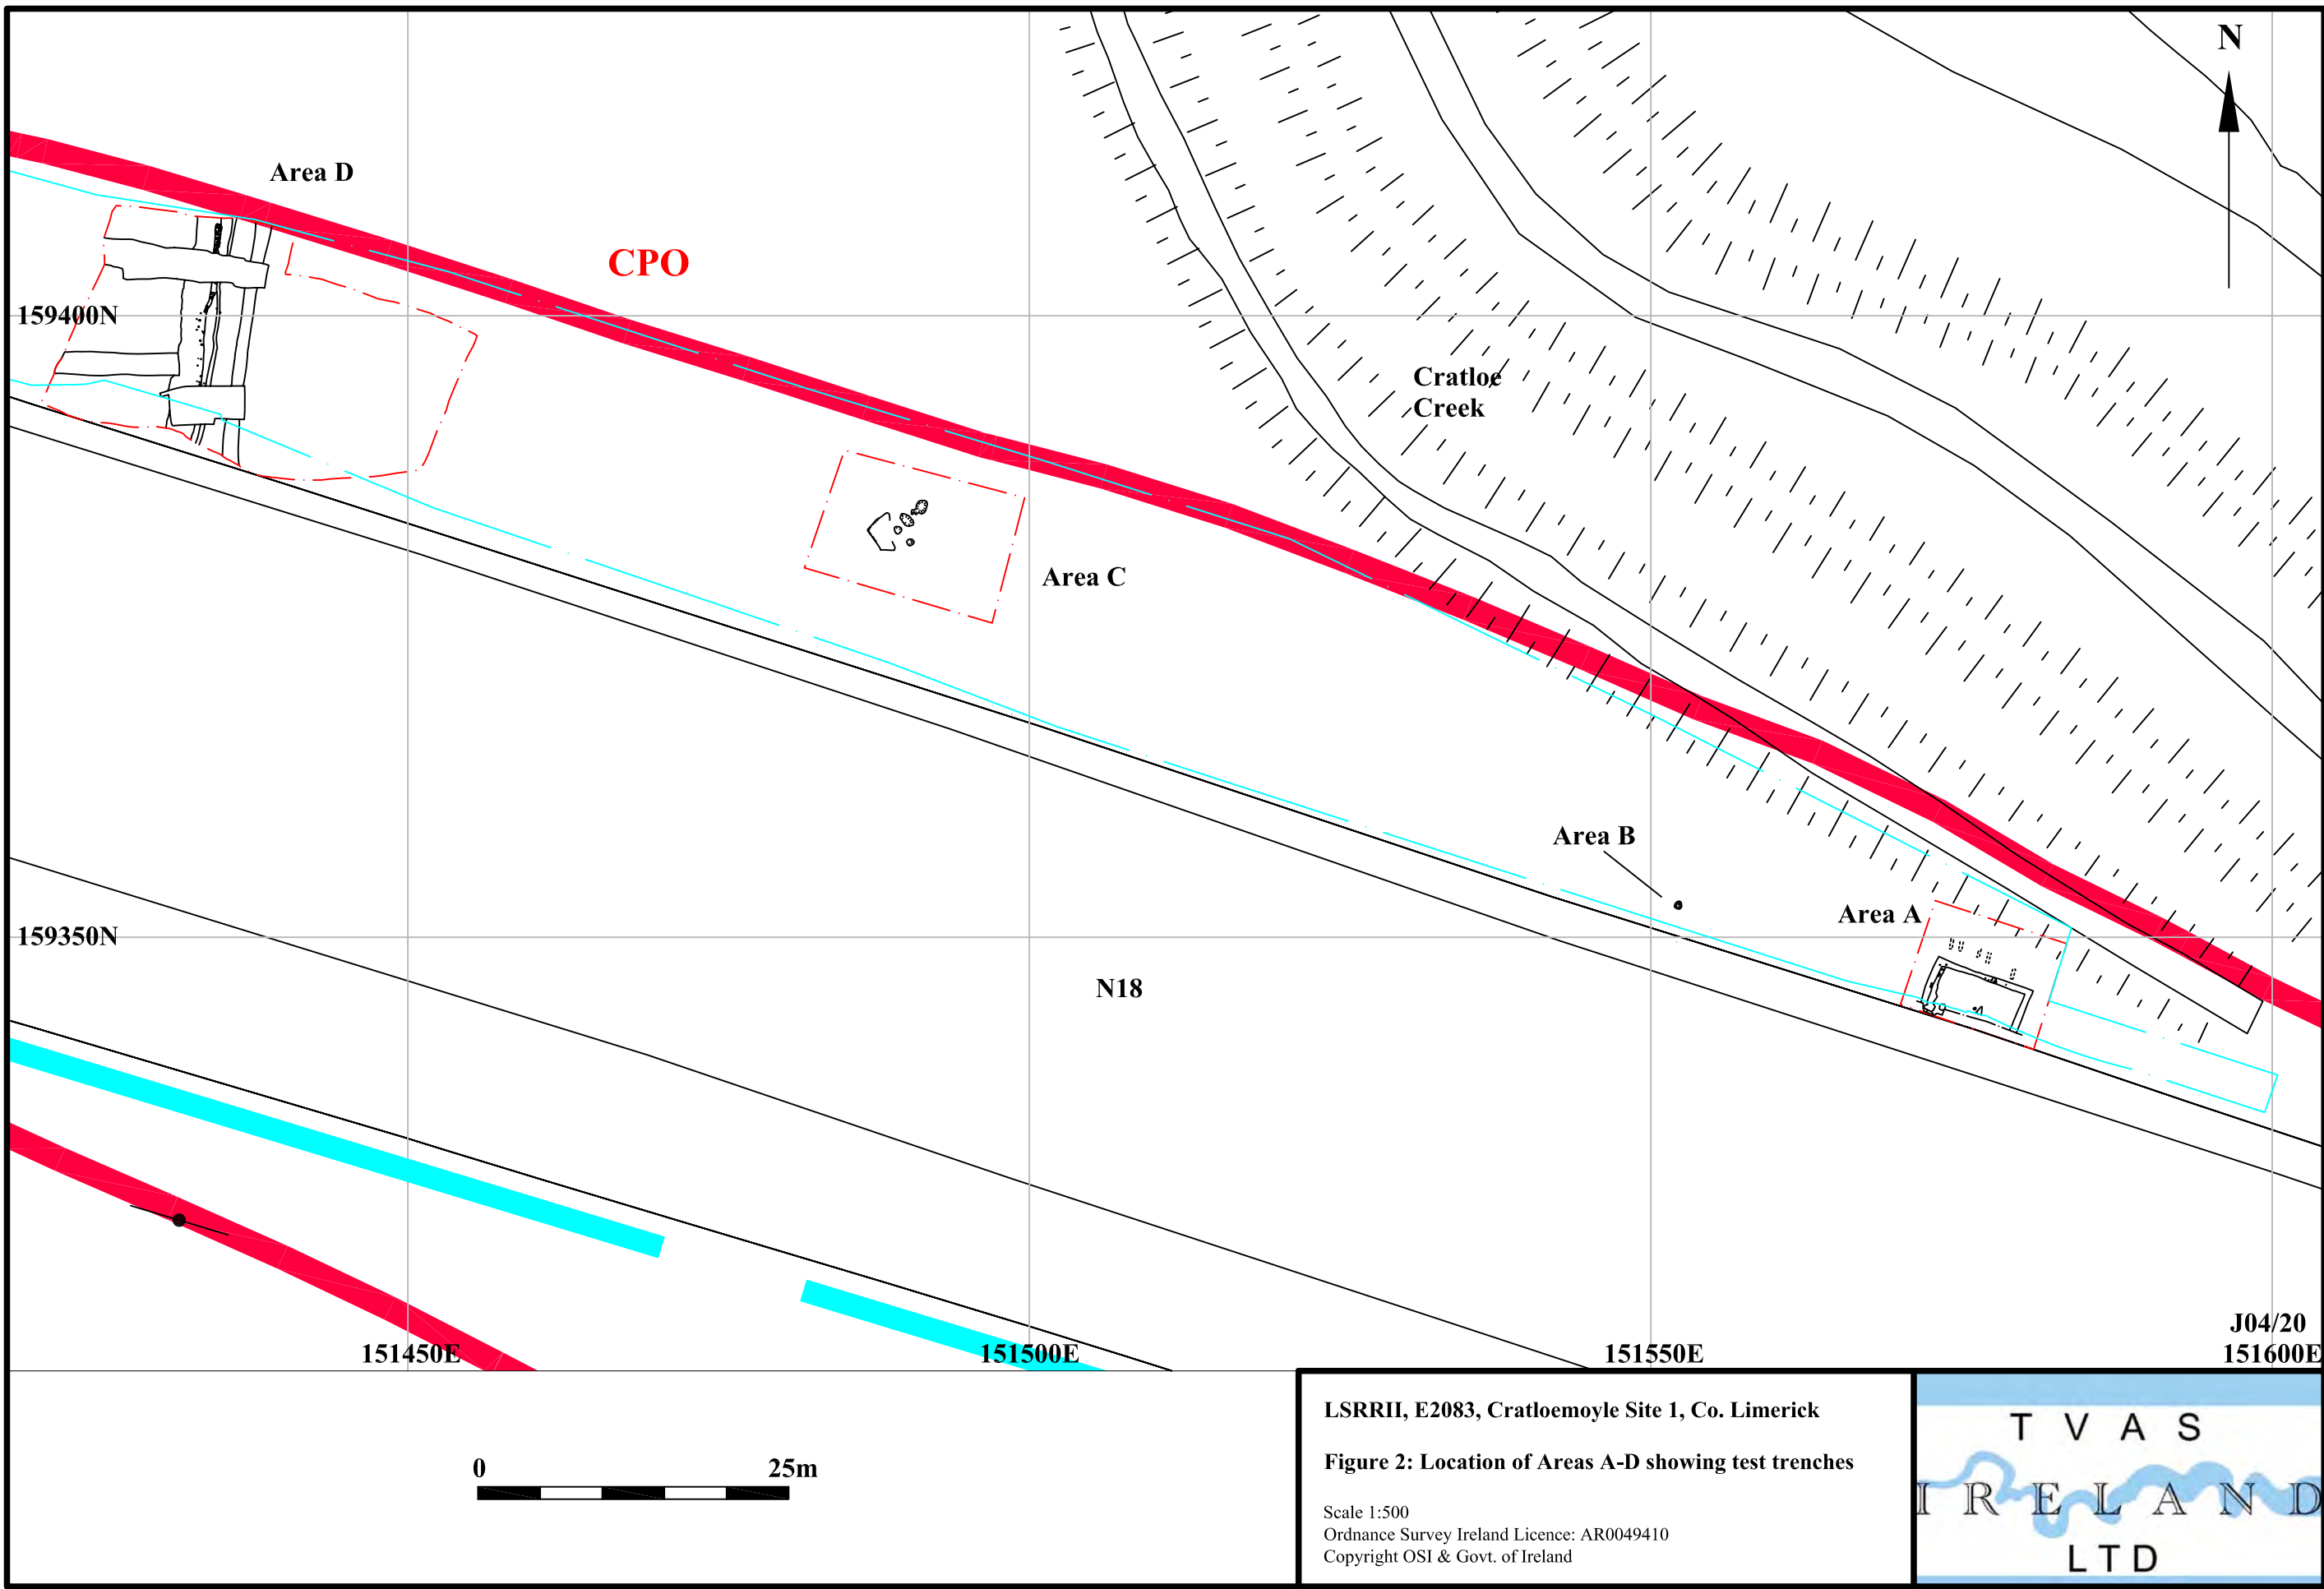 N
Area D
CPO
159400N
Cratloe
Creek
Area C
Area B
Area A
159350N
N18
J04/20
151450E
151500E
151550E
151600E
0
25m
LSRRII, E2083, Cratloemoyle Site 1, Co. Limerick
Figure 2: Location of Areas A-D showing test trenches
Scale 1:500
Ordnance Survey Ireland Licence: AR0049410
Copyright OSI & Govt. of Ireland
T V A S
I R E L A N D
L T D